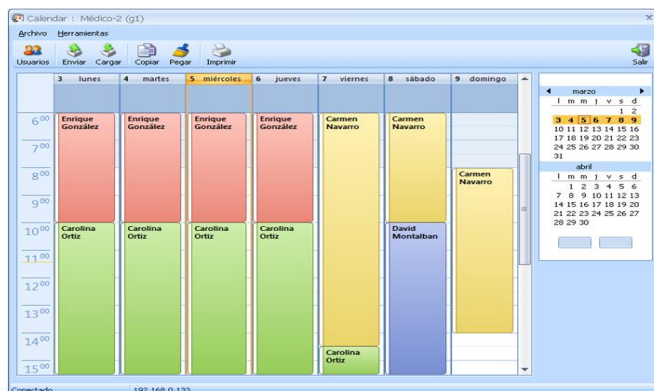 Calendar : Médico-2 (g1)
Archivo Herramientas
Usuarios Enviar Cargar Copiar Pegar Imprimir Salir
3 lunes 4 martes 5 miércoles 6 jueves 7 viernes 8 sábado 9 domingo
6 00
7 00
8 00
9 00
10 00
11 00
12 00
13 00
14 00
15 00
Enrique
González
Enrique
González
Enrique
González
Enrique
González
Carmen
Navarro
Carmen
Navarro
Carmen
Navarro
Carolina
Ortiz
Carolina
Ortiz
Carolina
Ortiz
Carolina
Ortiz
David
Montalban
Carolina
Ortiz
marzo
l m m j v s d
1 2
3 4 5 6 7 8 9
10 11 12 13 14 15 16
17 18 19 20 21 22 23
24 25 26 27 28 29 30
31
abril
l m m j v s d
1 2 3 4 5 6
7 8 9 10 11 12 13
14 15 16 17 18 19 20
21 22 23 24 25 26 27
28 29 30
Conectado 192.168.0.133